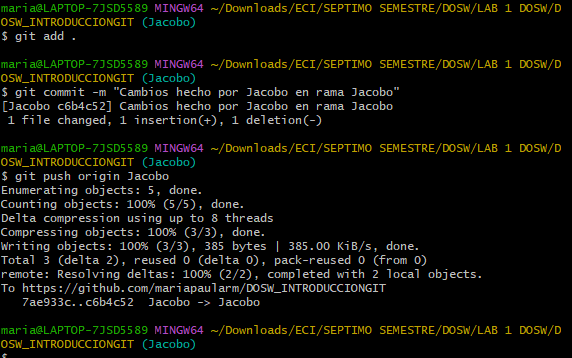 maria@LAPTOP-7JSD5589 MINGW64 ~/Downloads/ECI/SEPTIMO SEMESTRE/DOSW/LAB 1 DOSW/D
OSW_INTRODUCCIONGIT (Jacobo)
$ git add .
maria@LAPTOP-7JSD5589 MINGW64 ~/Downloads/ECI/SEPTIMO SEMESTRE/DOSW/LAB 1 DOSW/D
OSW_INTRODUCCIONGIT (Jacobo)
$ git commit -m "Cambios hecho por Jacobo en rama Jacobo"
[Jacobo c6b4c52] Cambios hecho por Jacobo en rama Jacobo
 1 file changed, 1 insertion(+), 1 deletion(-)
maria@LAPTOP-7JSD5589 MINGW64 ~/Downloads/ECI/SEPTIMO SEMESTRE/DOSW/LAB 1 DOSW/D
OSW_INTRODUCCIONGIT (Jacobo)
$ git push origin Jacobo
Enumerating objects: 5, done.
Counting objects: 100% (5/5), done.
Delta compression using up to 8 threads
Compressing objects: 100% (3/3), done.
Writing objects: 100% (3/3), 385 bytes | 385.00 KiB/s, done.
Total 3 (delta 2), reused 0 (delta 0), pack-reused 0 (from 0)
remote: Resolving deltas: 100% (2/2), completed with 2 local objects.
To https://github.com/mariapaularm/DOSW_INTRODUCCIONGIT
   7ae933c..c6b4c52  Jacobo -> Jacobo
maria@LAPTOP-7JSD5589 MINGW64 ~/Downloads/ECI/SEPTIMO SEMESTRE/DOSW/LAB 1 DOSW/D
OSW_INTRODUCCIONGIT (Jacobo)
$